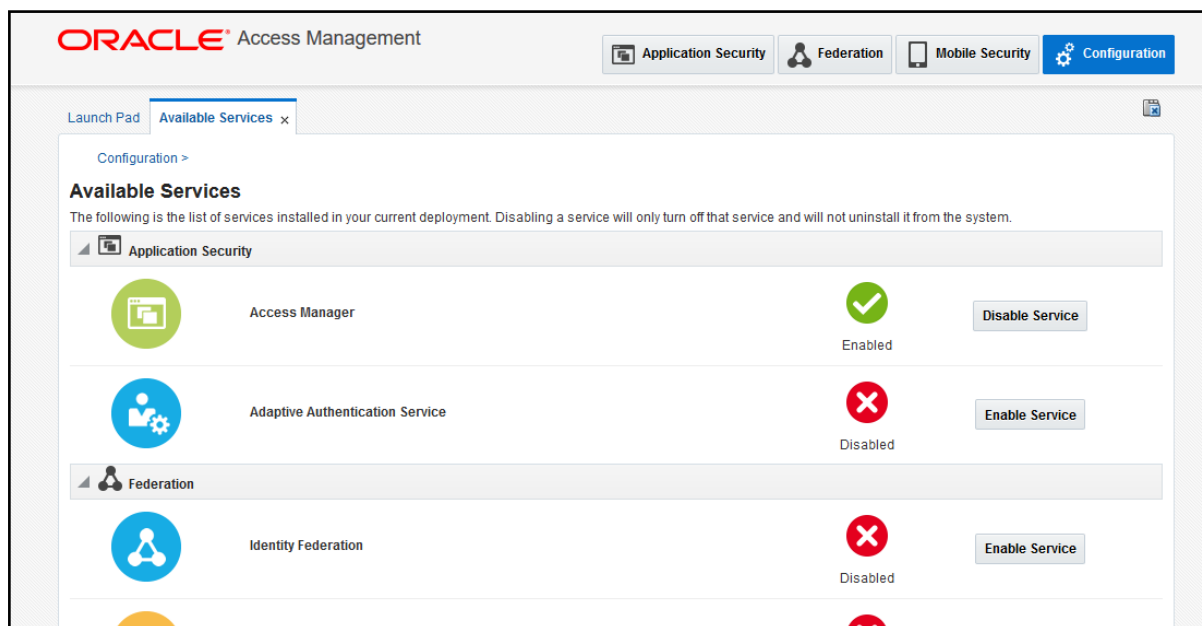 ORACLE® Access Management
Application Security Federation Mobile Security Configuration
Launch Pad Available Services x
Configuration >
Available Services
The following is the list of services installed in your current deployment. Disabling a service will only turn off that service and will not uninstall it from the system.
Application Security
Access Manager
Enabled
Disable Service
Adaptive Authentication Service
Disabled
Enable Service
Federation
Identity Federation
Disabled
Enable Service